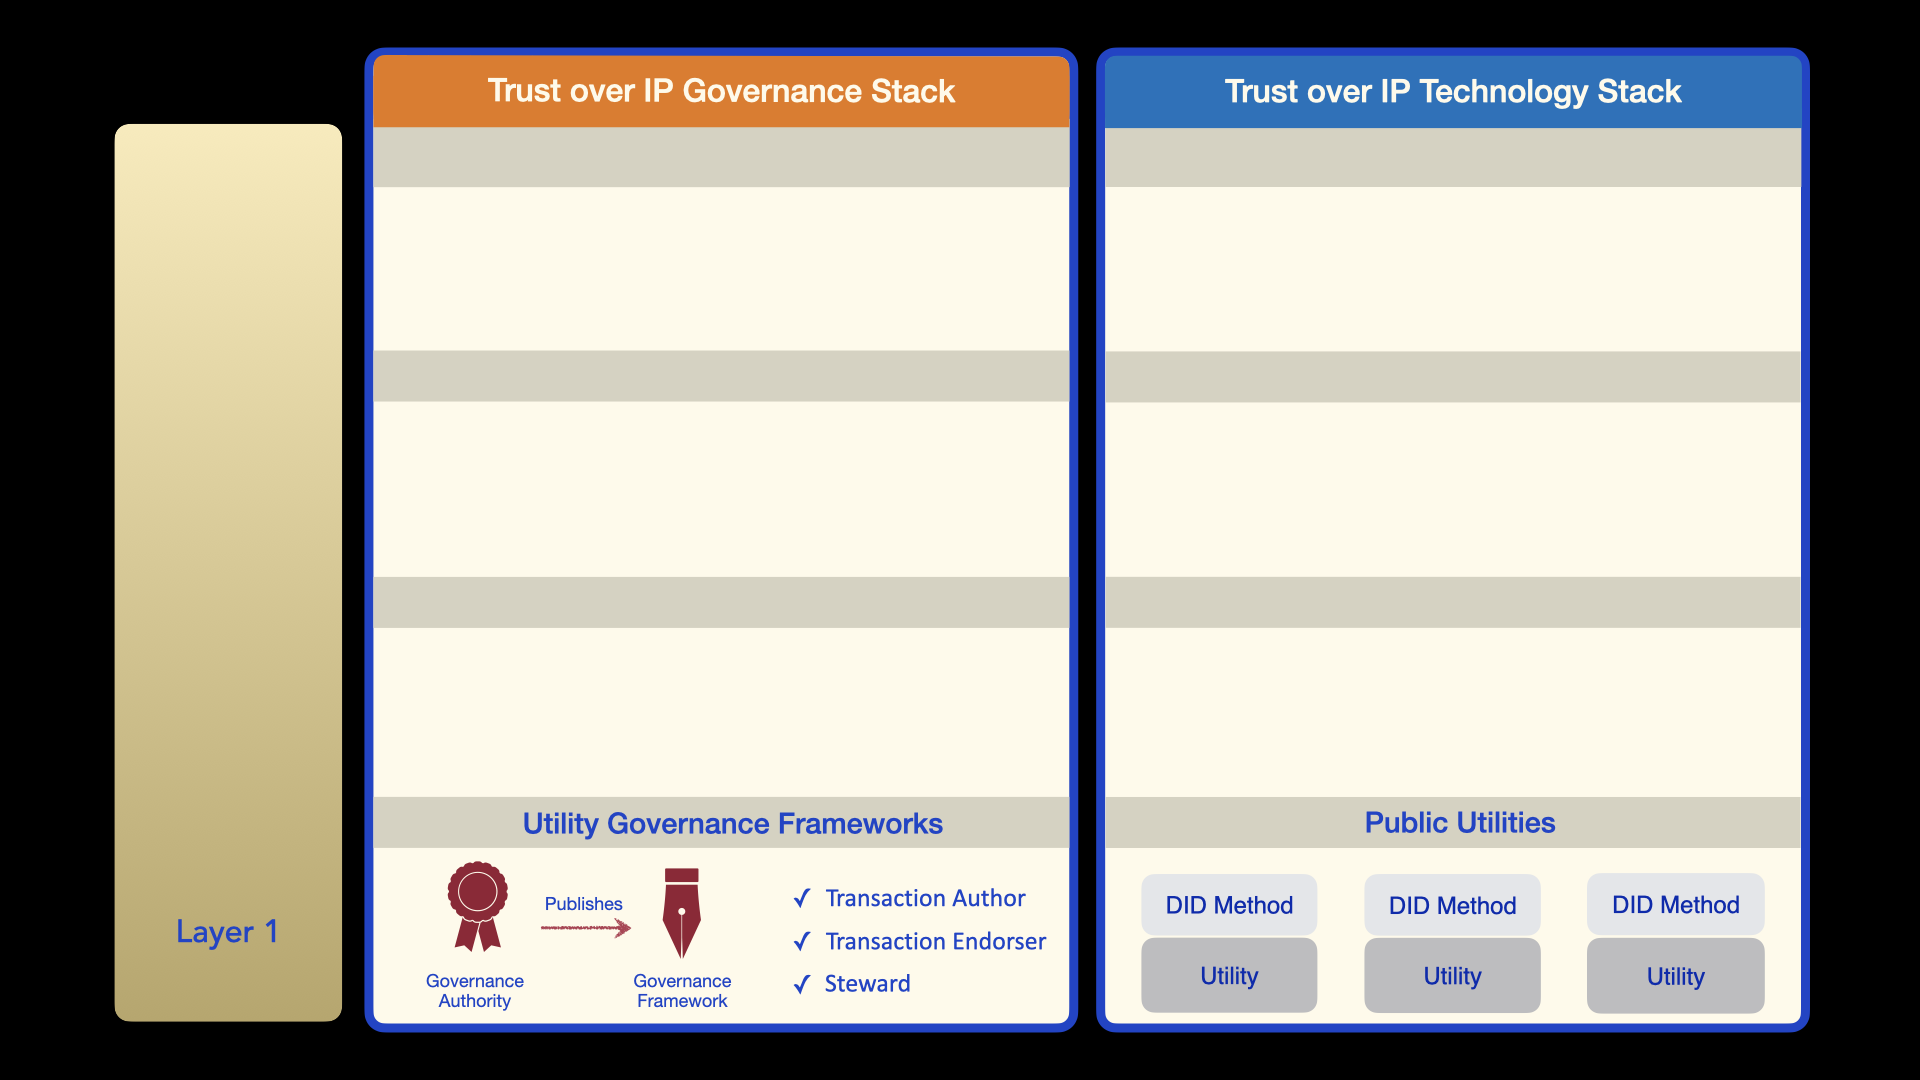 Trust over IP Governance Stack
Trust over IP Technology Stack
Layer 1
Utility Governance Frameworks
Governance
Authority
Publishes
Governance
Framework
✓ Transaction Author
✓ Transaction Endorser
✓ Steward
Public Utilities
DID Method
Utility
DID Method
Utility
DID Method
Utility